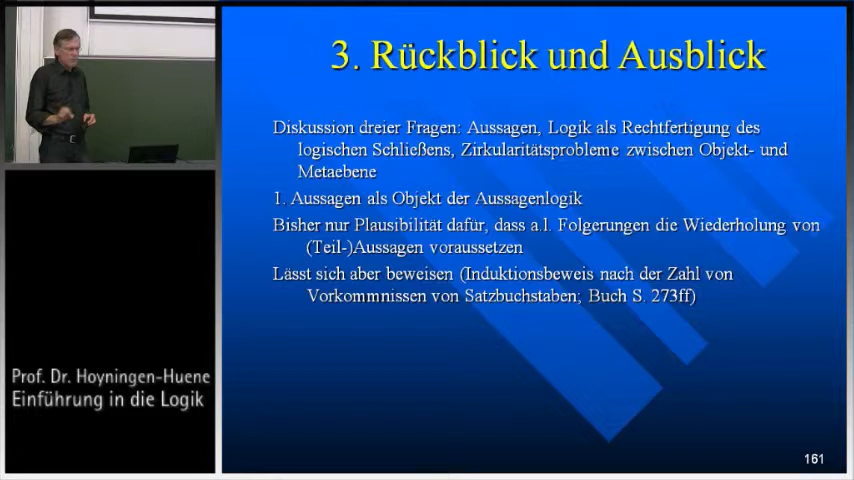 3. Rückblick und Ausblick
Diskussion dreier Fragen: Aussagen, Logik als Rechtfertigung des
logischen Schließens, Zirkularitätsprobleme zwischen Objekt- und
Metaebene
1. Aussagen als Objekt der Aussagenlogik
Bisher nur Plausibilität dafür, dass a.l. Folgerungen die Wiederholung von
(Teil-)Aussagen voraussetzen
Lässt sich aber beweisen (Induktionsbeweis nach der Zahl von
Vorkommnissen von Satzbuchstaben; Buch S. 273ff)
Prof. Dr. Hoyningen-Huene
Einführung in die Logik
161